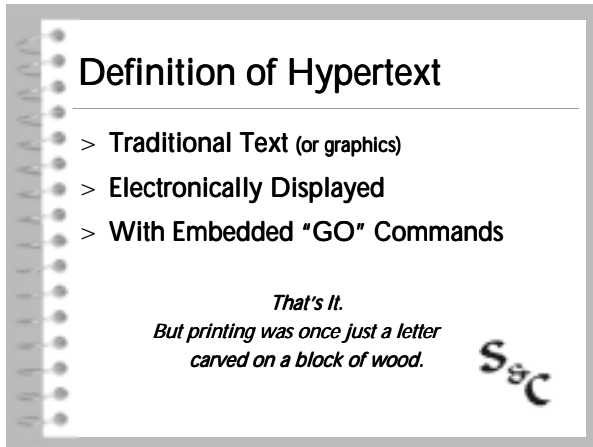 Definition of Hypertext
> Traditional Text (or graphics)
> Electronically Displayed
> With Embedded “GO” Commands
That's It.
But printing was once just a letter
carved on a block of wood.
S&C